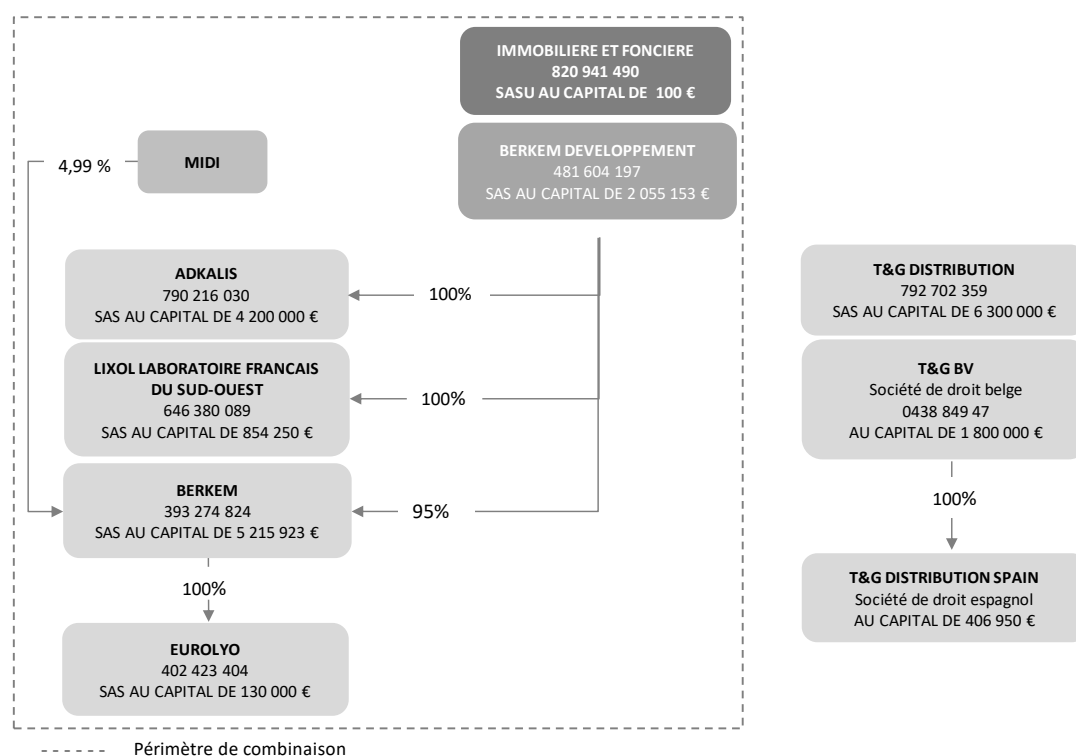 IMMOBILIERE ET FONCIERE
820 941 490
SASU AU CAPITAL DE 100 €
4,99 %
MIDI
BERKEM DEVELOPPEMENT
481 604 197
SAS AU CAPITAL DE 2 055 153 €
ADKALIS
790 216 030
SAS AU CAPITAL DE 4 200 000 €
100%
LIXOL LABORATOIRE FRANCAIS
DU SUD-OUEST
646 380 089
SAS AU CAPITAL DE 854 250 €
100%
BERKEM
393 274 824
SAS AU CAPITAL DE 5 215 923 €
95%
100%
EUROLYO
402 423 404
SAS AU CAPITAL DE 130 000 €
T&G DISTRIBUTION
792 702 359
SAS AU CAPITAL DE 6 300 000 €
T&G BV
Société de droit belge
0438 849 47
AU CAPITAL DE 1 800 000 €
100%
T&G DISTRIBUTION SPAIN
Société de droit espagnol
AU CAPITAL DE 406 950 €
Périmètre de combinaison